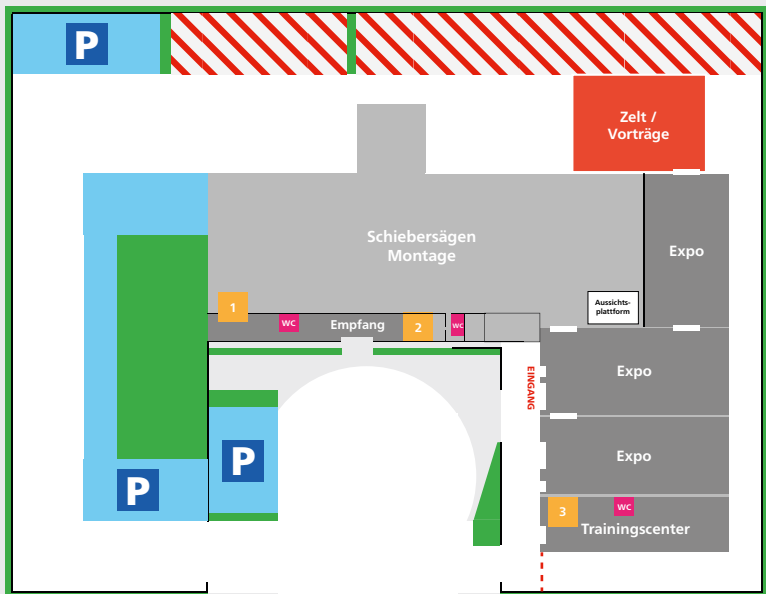 P
Zelt /
Vorträge
Schiebersägen
Montage
Expo
Aussichts-
plattform
1
WC
Empfang
2
WC
EINGANG
Expo
Expo
P
P
3
WC
Trainingscenter